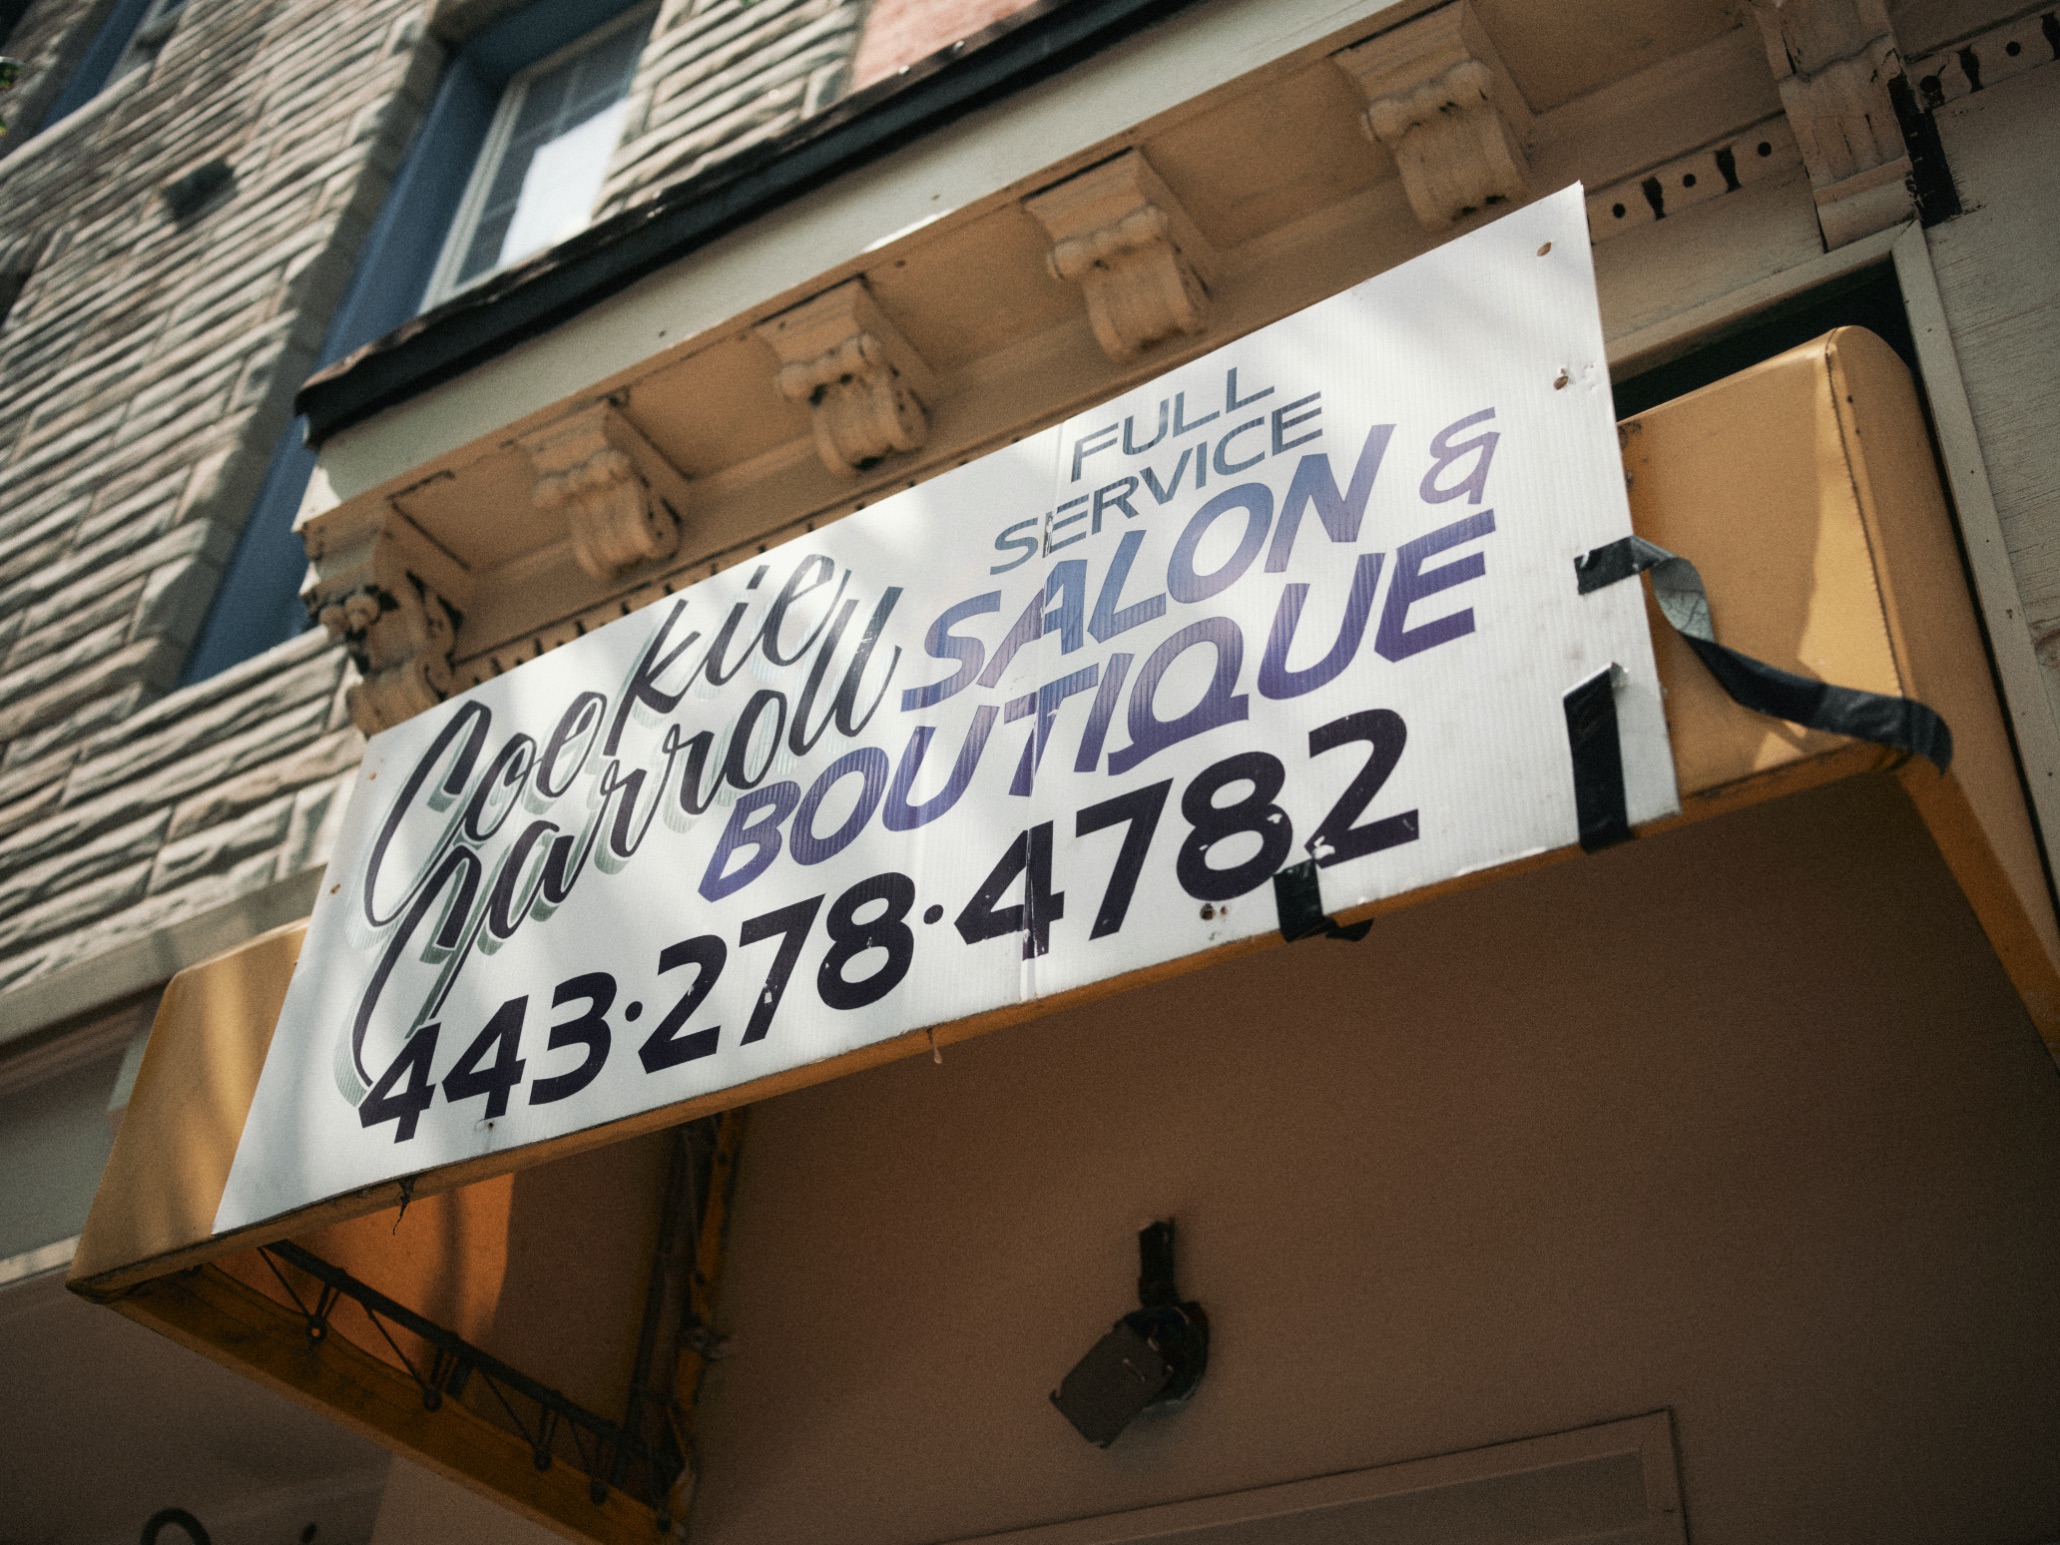 Cookie
Carroll
FULL
SERVICE
SALON &
BOUTIQUE
443·278·4782